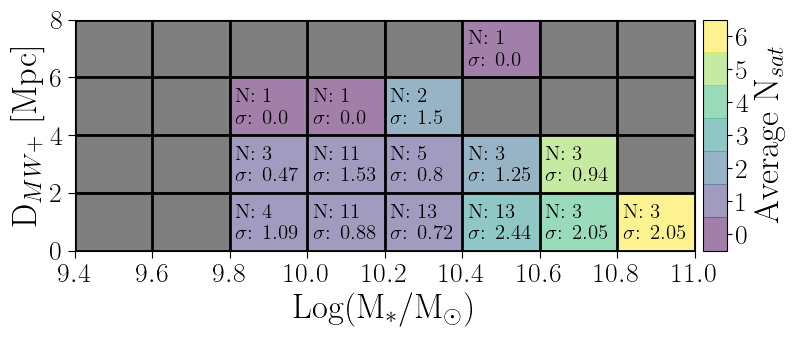 8
N: 1
σ: 0.0
6
N: 1
σ: 0.0
N: 1
σ: 0.0
N: 2
σ: 1.5
4
N: 3
σ: 0.47
N: 11
σ: 1.53
N: 5
σ: 0.8
N: 3
σ: 1.25
N: 3
σ: 0.94
2
N: 4
σ: 1.09
N: 11
σ: 0.88
N: 13
σ: 0.72
N: 13
σ: 2.44
N: 3
σ: 2.05
N: 3
σ: 2.05
0
D_{MW+} [Mpc]
9.4 9.6 9.8 10.0 10.2 10.4 10.6 10.8 11.0
Log(M_*/M_⊙)
6
5
4
3
2
1
0
Average N_{sat}